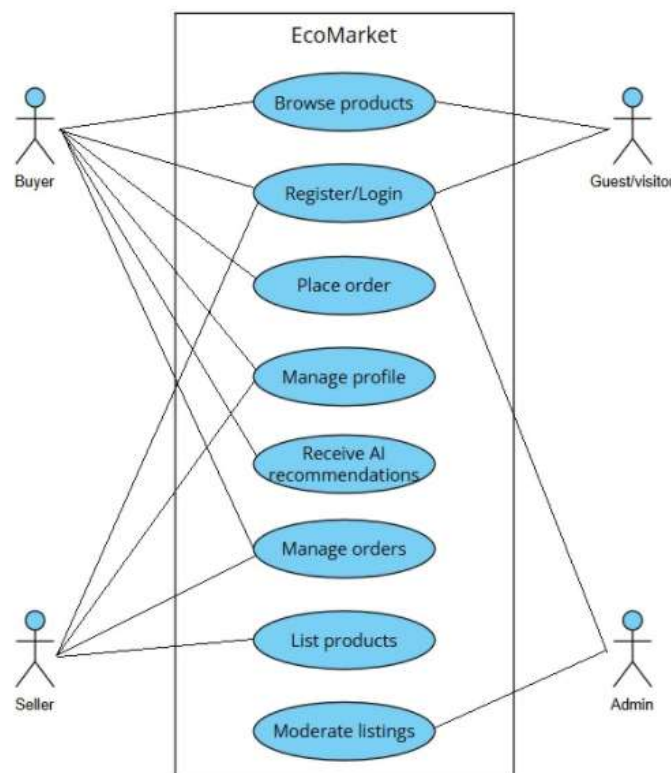 EcoMarket
Browse products
Buyer
Guest/visitor
Register/Login
Place order
Manage profile
Receive AI
recommendations
Manage orders
List products
Seller
Admin
Moderate listings